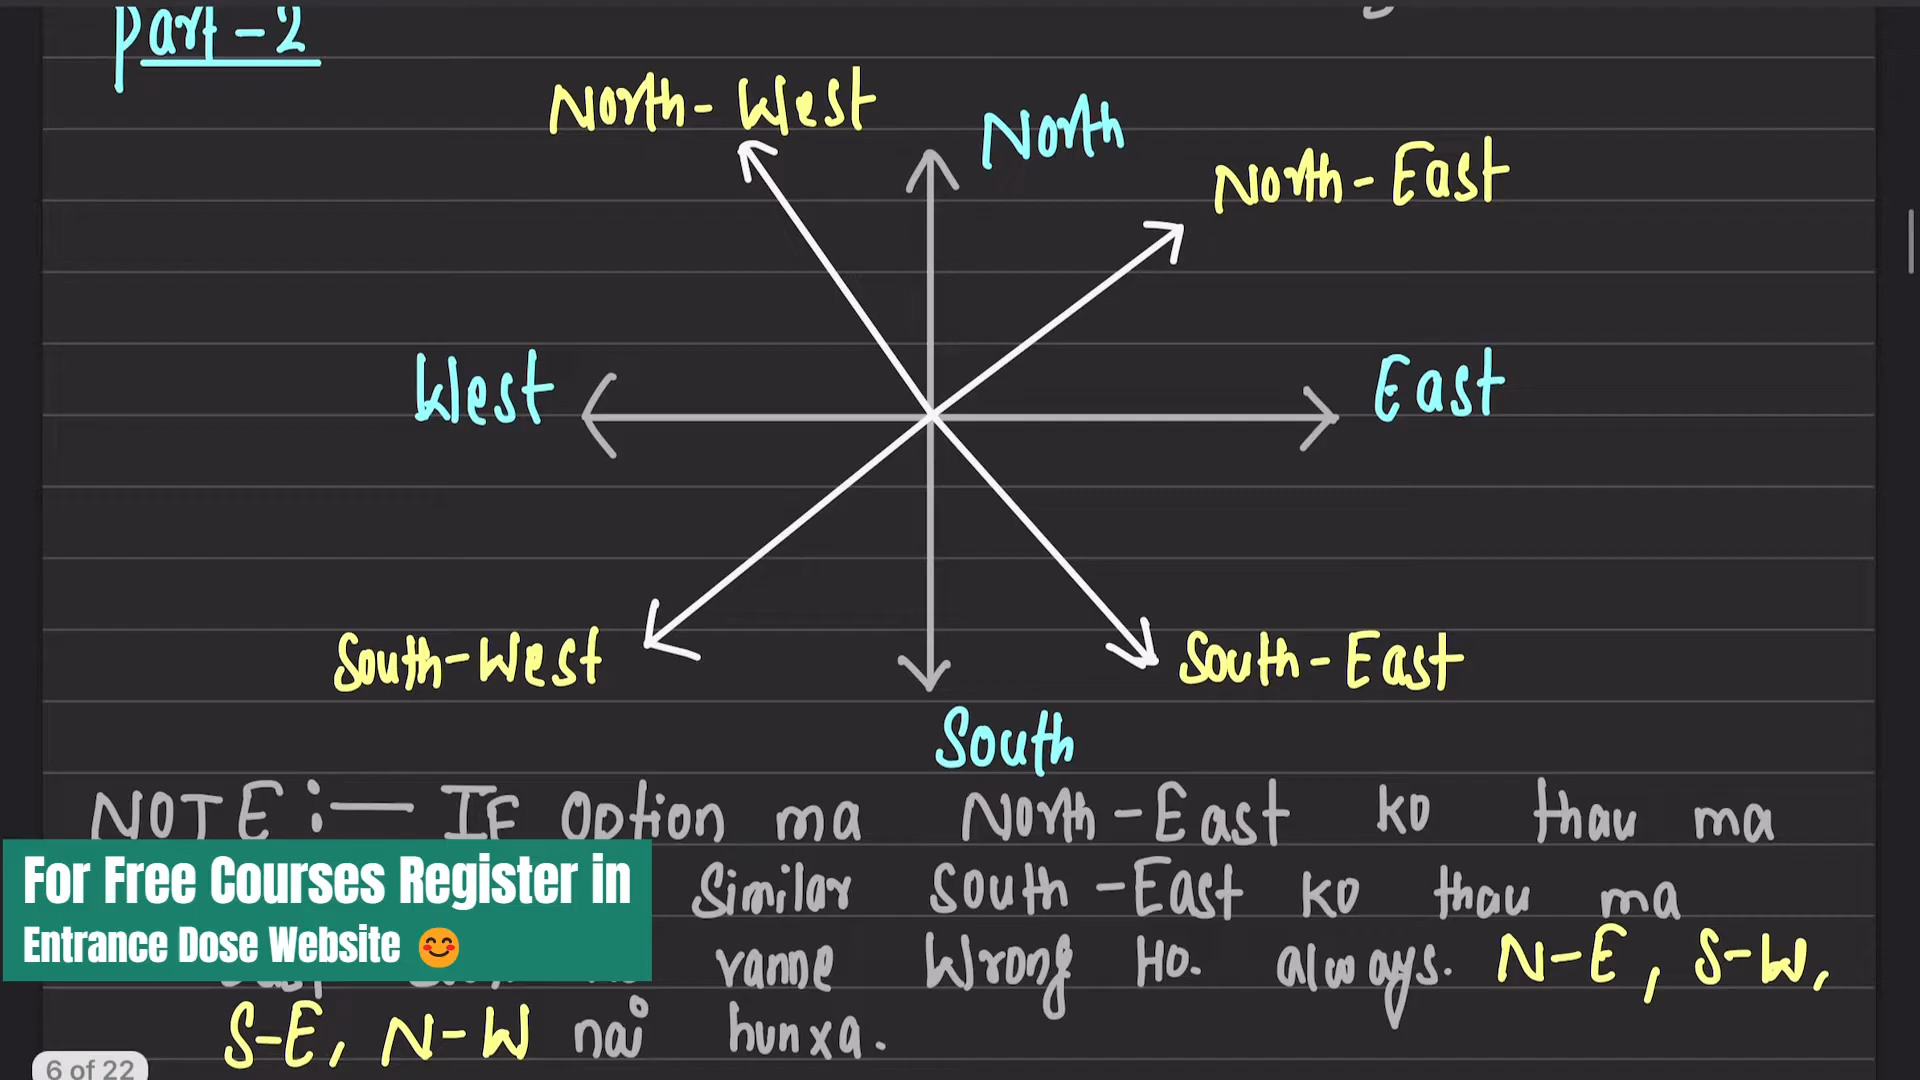 Part-2
North-West
North
North-East
West
East
South-West
South-East
South
NOTE :— IF Option ma North-East ko thau ma
Similar South-East ko thau ma
vanne Wrong Ho. always. N-E, S-W,
S-E, N-W nai hunxa.
For Free Courses Register in
Entrance Dose Website 😊
6 of 22